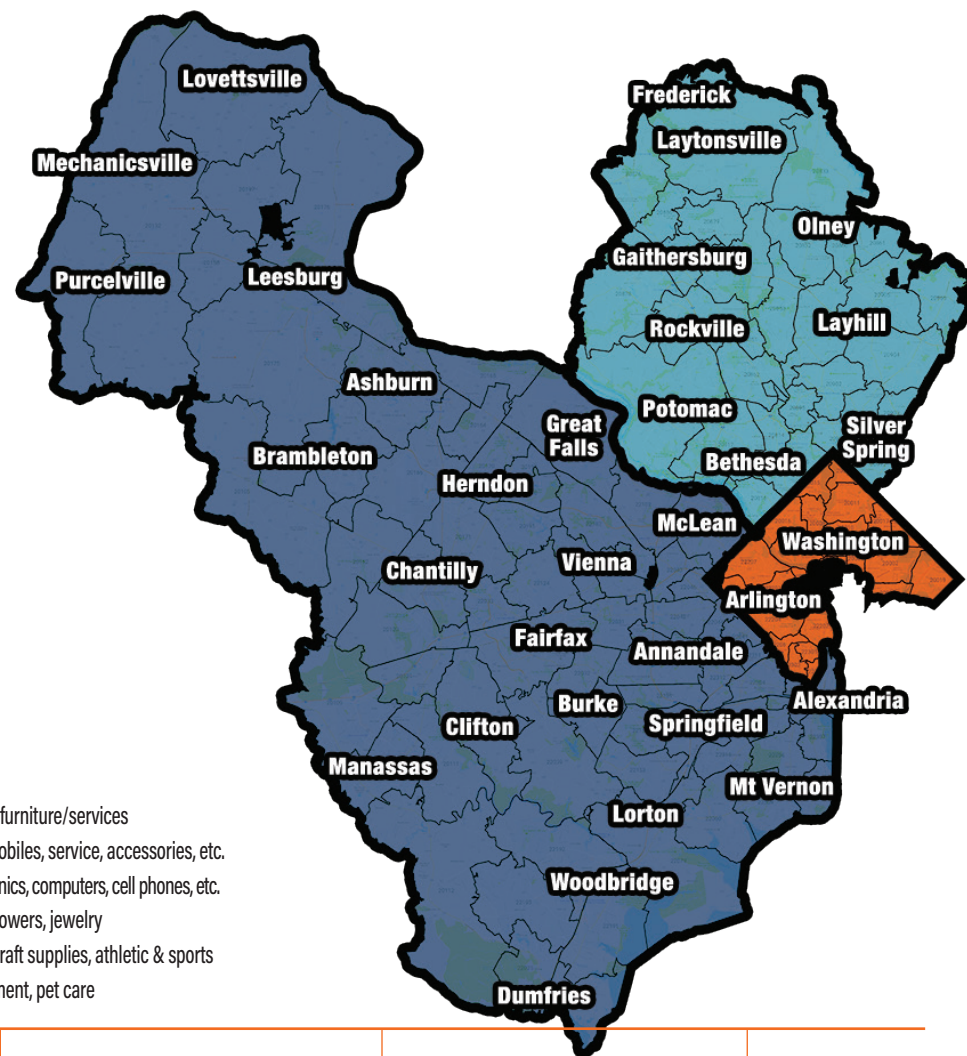 Lovettsville
Frederick
Laytonsville
Mechanicsville
Olney
Gaithersburg
Purcelville
Leesburg
Rockville
Layhill
Ashburn
Potomac
Great
Falls
Silver
Spring
Brambleton
Bethesda
Herndon
McLean
Washington
Vienna
Chantilly
Arlington
Fairfax
Annandale
Burke
Alexandria
Springfield
Clifton
Manassas
Mt Vernon
Lorton
furniture/services
obiles, service, accessories, etc.
nics, computers, cell phones, etc.
owers, jewelry
raft supplies, athletic & sports
ment, pet care
Woodbridge
Dumfries